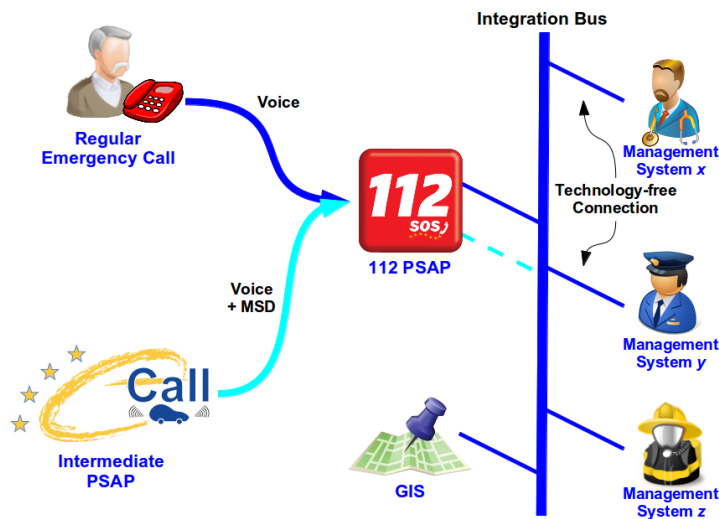 Integration Bus
Voice
Regular
Emergency Call
Management
System x
Technology-free
Connection
112
SOS
112 PSAP
Voice
+ MSD
Management
System y
Call
Intermediate
PSAP
GIS
Management
System z